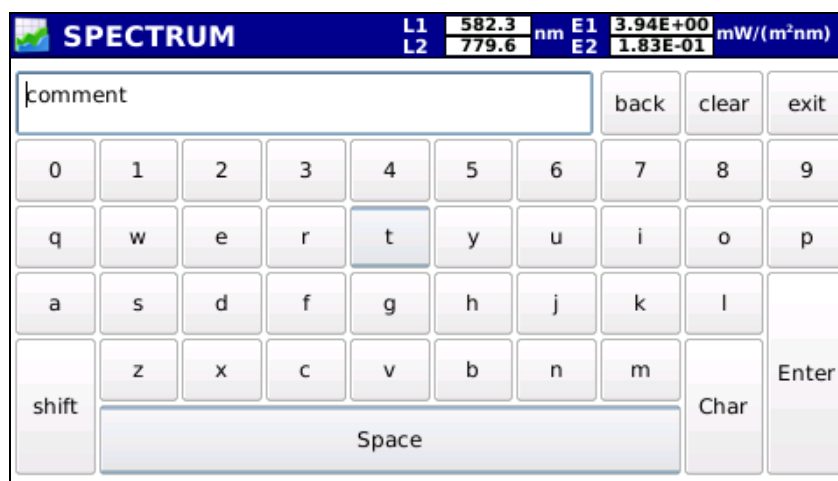 SPECTRUM L1 582.3 nm E1 3.94E+00 mW/(m²nm)
L2 779.6 E2 1.83E-01
comment back clear exit
0 1 2 3 4 5 6 7 8 9
q w e r t y u i o p
a s d f g h j k l
z x c v b n m
shift Space Char Enter